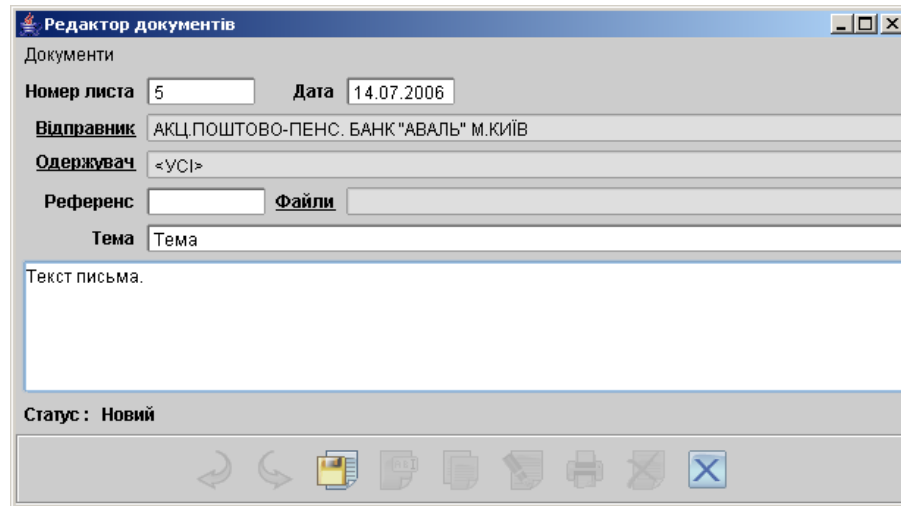 Редактор документів
Документи
Номер листа 5 Дата 14.07.2006
Відправник АКЦ.ПОШТОВО-ПЕНС. БАНК "АВАЛЬ" М.КИЇВ
Одержувач <УСІ>
Референс Файли
Тема Тема
Текст письма.
Статус : Новий